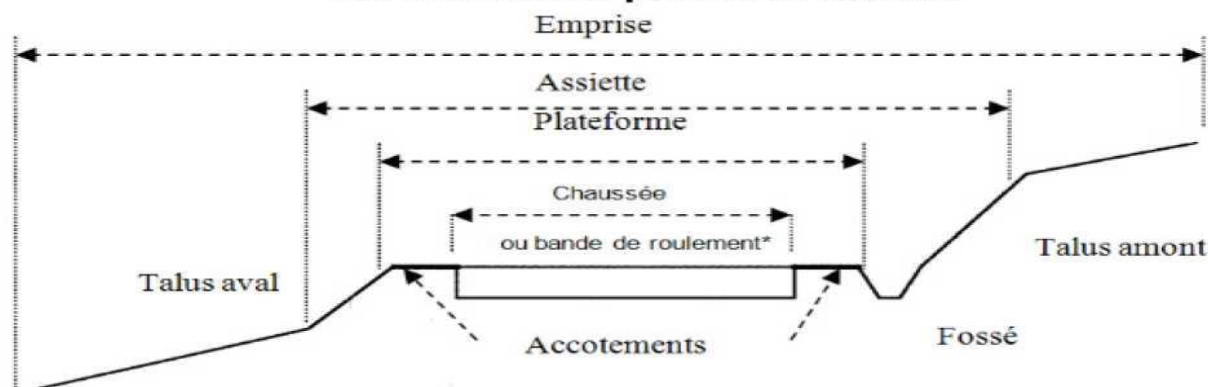 Emprise
Assiette
Plateforme
Chaussée
ou bande de roulement*
Talus amont
Talus aval
Fossé
Accotements